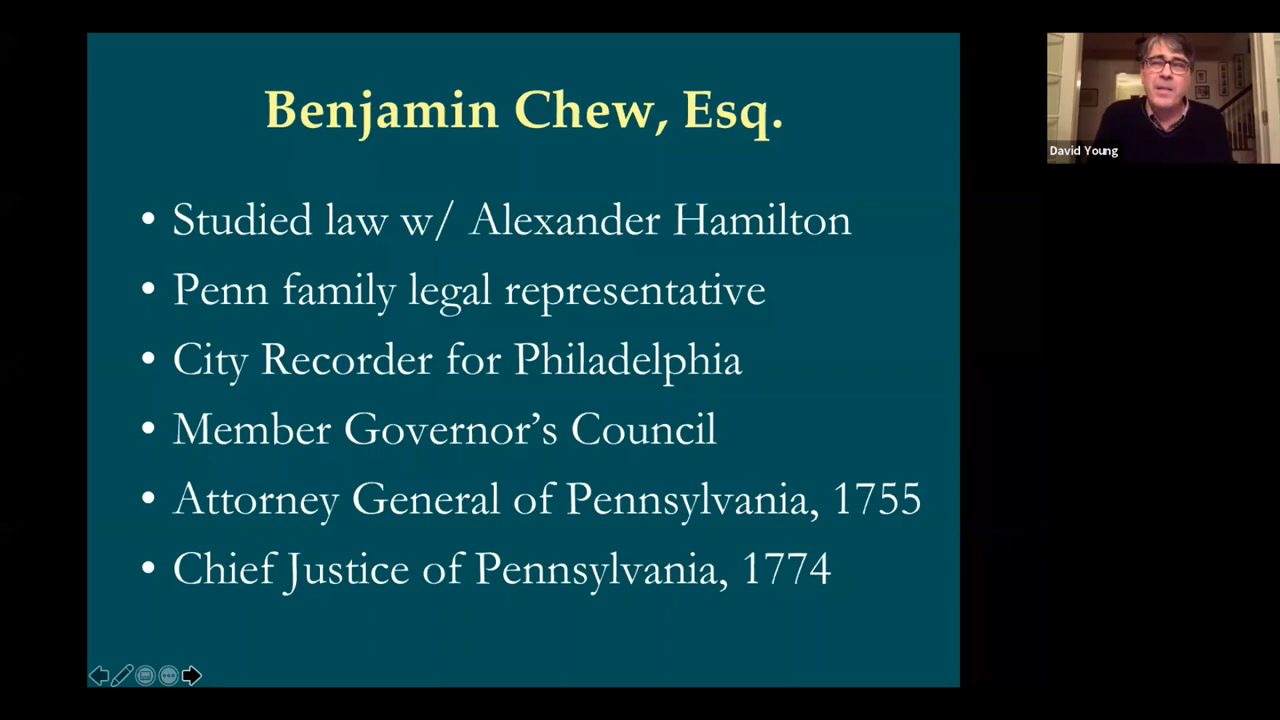 Benjamin Chew, Esq.
• Studied law w/ Alexander Hamilton
• Penn family legal representative
• City Recorder for Philadelphia
• Member Governor’s Council
• Attorney General of Pennsylvania, 1755
• Chief Justice of Pennsylvania, 1774
David Young